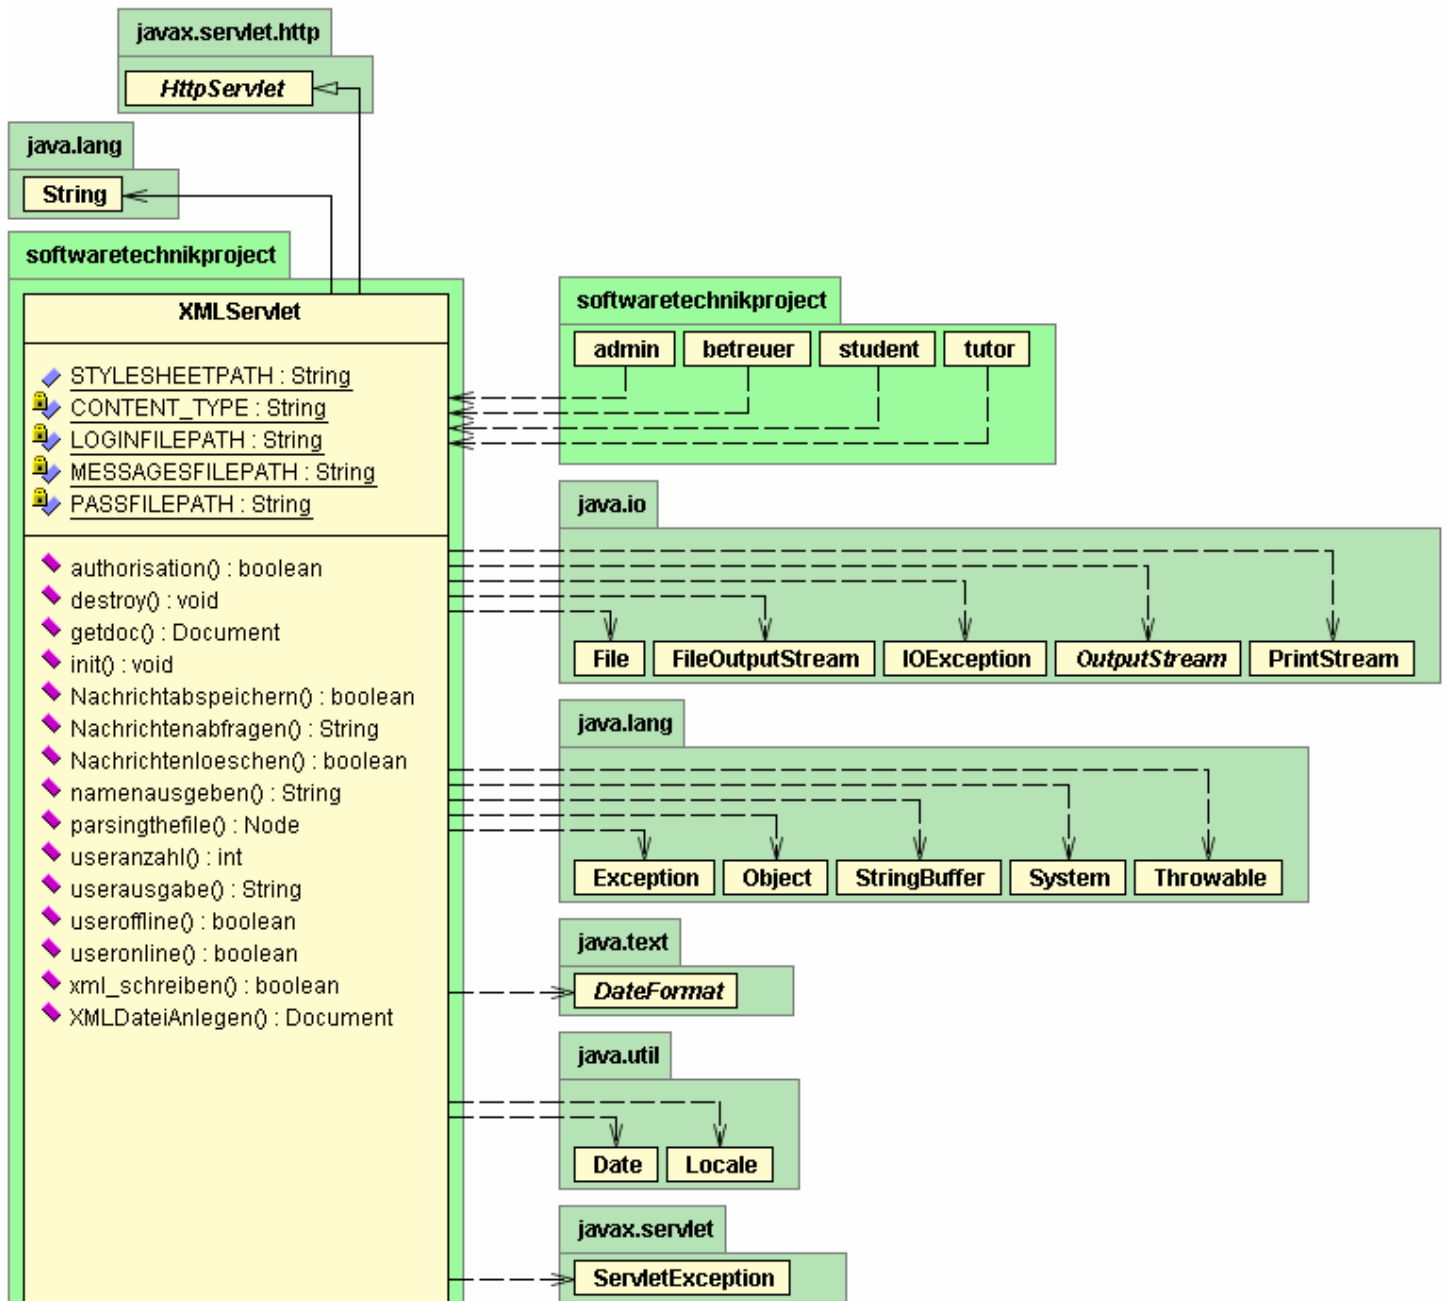 javax.servlet.http
HttpServlet
java.lang
String
softwaretechnikproject
XMLServlet
STYLESHEETPATH : String
CONTENT_TYPE : String
LOGINFILEPATH : String
MESSAGESFILEPATH : String
PASSFILEPATH : String
authorisation() : boolean
destroy() : void
getdoc() : Document
init() : void
Nachrichtabspeichern() : boolean
Nachrichtenabfragen() : String
Nachrichtenloeschen() : boolean
namenausgeben() : String
parsingthefile() : Node
useranzahl() : int
userausgabe() : String
useroffline() : boolean
useronline() : boolean
xml_schreiben() : boolean
XMLDateiAnlegen() : Document
softwaretechnikproject
admin betreuer student tutor
java.io
File FileOutputStream IOException OutputStream PrintStream
java.lang
Exception Object StringBuffer System Throwable
java.text
DateFormat
java.util
Date Locale
javax.servlet
ServletException